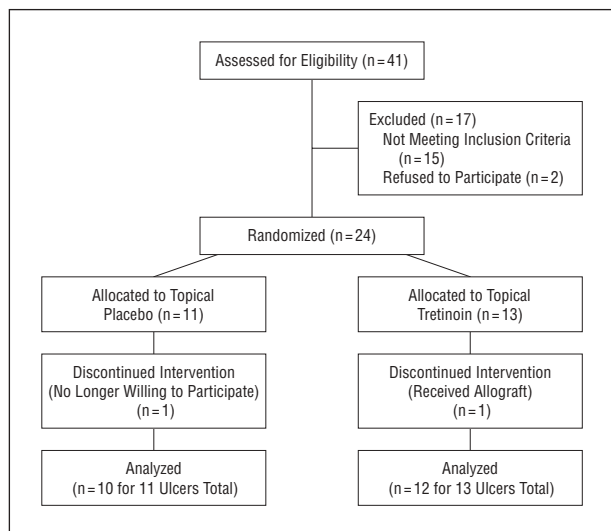 Assessed for Eligibility (n = 41)
Excluded (n = 17)
Not Meeting Inclusion Criteria
(n = 15)
Refused to Participate (n = 2)
Randomized (n = 24)
Allocated to Topical
Placebo (n = 11)
Allocated to Topical
Tretinoin (n = 13)
Discontinued Intervention
(No Longer Willing to Participate)
(n = 1)
Discontinued Intervention
(Received Allograft)
(n = 1)
Analyzed
(n = 10 for 11 Ulcers Total)
Analyzed
(n = 12 for 13 Ulcers Total)